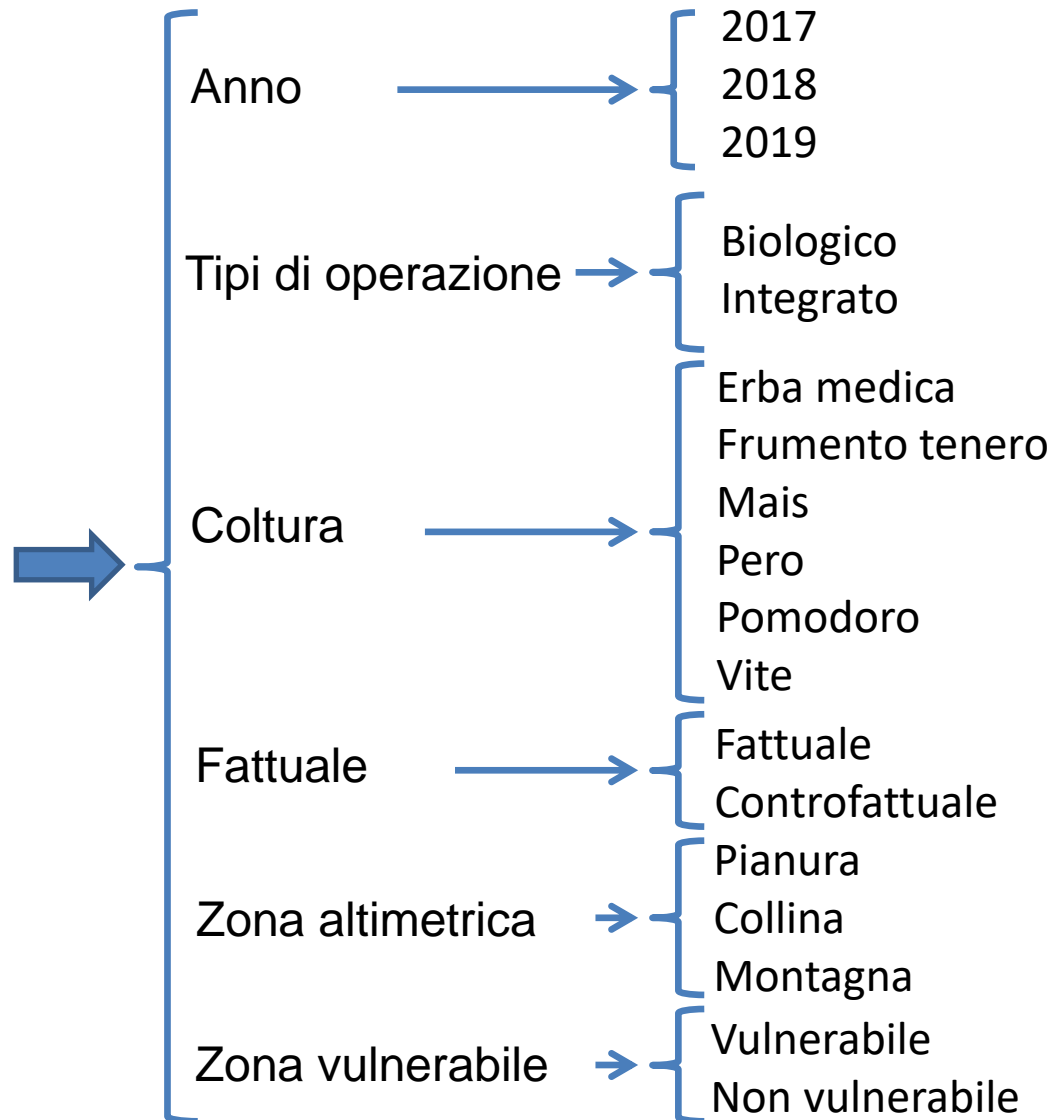 Anno
2017
2018
2019
Tipi di operazione
Biologico
Integrato
Coltura
Erba medica
Frumento tenero
Mais
Pero
Pomodoro
Vite
Fattuale
Fattuale
Controfattuale
Zona altimetrica
Pianura
Collina
Montagna
Zona vulnerabile
Vulnerabile
Non vulnerabile